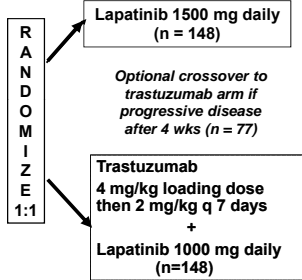 R
A
N
D
O
M
I
Z
E
1:1
Lapatinib 1500 mg daily
(n = 148)
Optional crossover to
trastuzumab arm if
progressive disease
after 4 wks (n = 77)
Trastuzumab
4 mg/kg loading dose
then 2 mg/kg q 7 days
+
Lapatinib 1000 mg daily
(n=148)